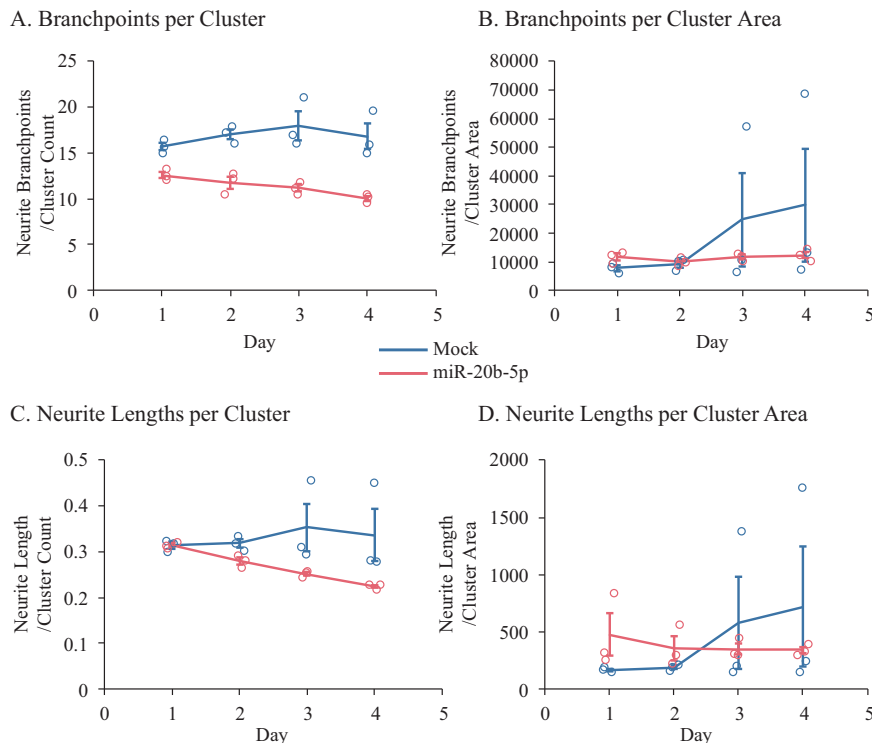 A. Branchpoints per Cluster
25
20
15
10
5
0
0 1 2 3 4 5
Neurite Branchpoints
/Cluster Count
Day
B. Branchpoints per Cluster Area
80000
70000
60000
50000
40000
30000
20000
10000
0
0 1 2 3 4 5
Neurite Branchpoints
/Cluster Area
Day
Mock
miR-20b-5p
C. Neurite Lengths per Cluster
0.5
0.4
0.3
0.2
0.1
0
0 1 2 3 4 5
Neurite Length
/Cluster Count
Day
D. Neurite Lengths per Cluster Area
2000
1500
1000
500
0
0 1 2 3 4 5
Neurite Length
/Cluster Area
Day